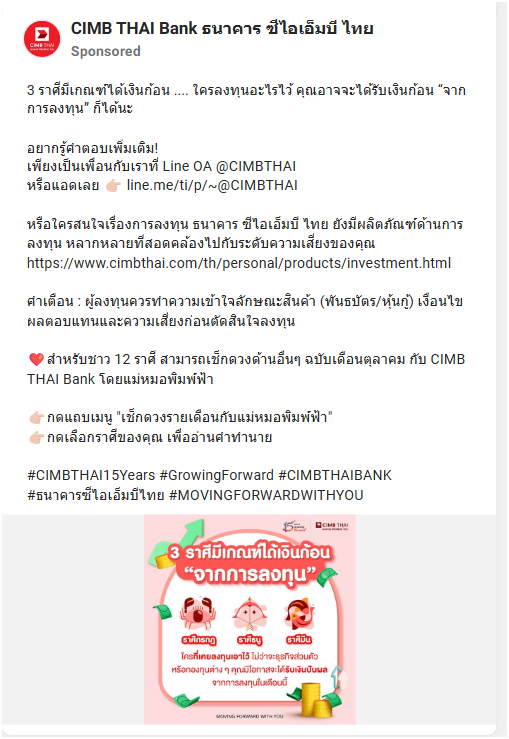 CIMB THAI Bank ธนาคาร ซีไอเอ็มบี ไทย
Sponsored
3 ราศีมีเกณฑ์ได้เงินก้อน .... ใครลงทุนอะไรไว้ คุณอาจจะได้รับเงินก้อน “จาก
การลงทุน” ก็ได้นะ
อยากรู้คำตอบเพิ่มเติม!
เพียงเป็นเพื่อนกับเราที่ Line OA @CIMBTHAI
หรือแอดเลย 👉🏻 line.me/ti/p/~@CIMBTHAI
หรือใครสนใจเรื่องการลงทุน ธนาคาร ซีไอเอ็มบี ไทย ยังมีผลิตภัณฑ์ด้านการ
ลงทุน หลากหลายที่สอดคล้องไปกับระดับความเสี่ยงของคุณ
https://www.cimbthai.com/th/personal/products/investment.html
คำเตือน : ผู้ลงทุนควรทำความเข้าใจลักษณะสินค้า (พันธบัตร/หุ้นกู้) เงื่อนไข
ผลตอบแทนและความเสี่ยงก่อนตัดสินใจลงทุน
❤️ สำหรับชาว 12 ราศี สามารถเช็กดวงด้านอื่นๆ ฉบับเดือนตุลาคม กับ CIMB
THAI Bank โดยแม่หมอพิมพ์ฟ้า
👉🏻 กดแถบเมนู "เช็กดวงรายเดือนกับแม่หมอพิมพ์ฟ้า"
👉🏻 กดเลือกราศีของคุณ เพื่ออ่านคำทำนาย
#CIMBTHAI15Years #GrowingForward #CIMBTHAIBANK
#ธนาคารซีไอเอ็มบีไทย #MOVINGFORWARDWITHYOU
CIMB THAI
3 ราศีมีเกณฑ์ได้เงินก้อน
“จากการลงทุน”
ราศีกรกฎ ราศีธนู ราศีมีน
ใครที่เคยลงทุนเอาไว้ ไม่ว่าจะธุรกิจส่วนตัว
หรือกองทุนต่าง ๆ คุณมีโอกาสจะได้รับเงินปันผล
จากการลงทุนในเดือนนี้
MOVING FORWARD WITH YOU